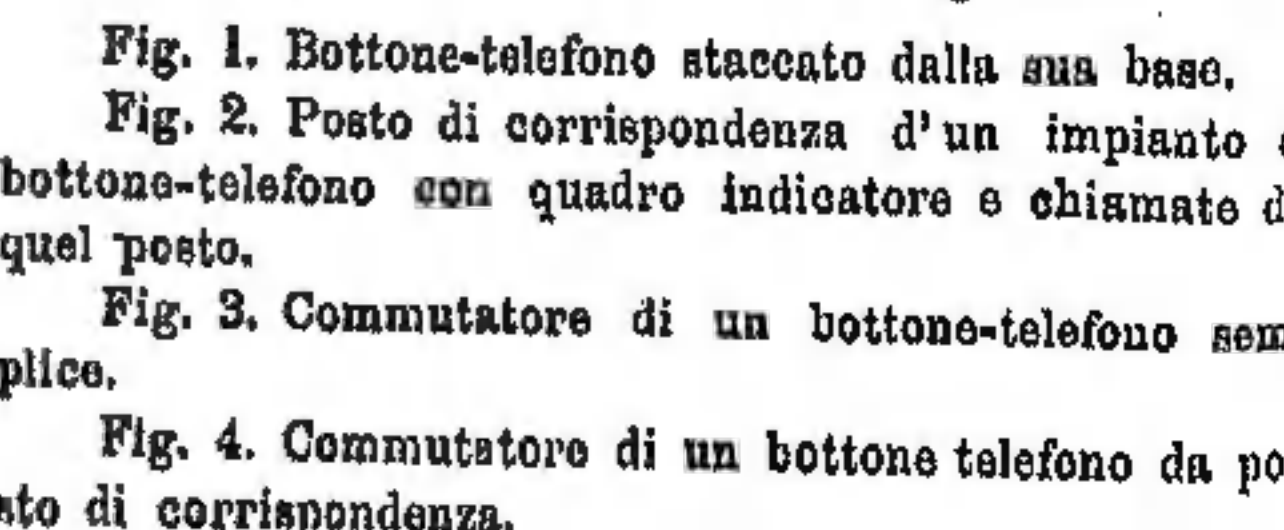 Fig. 1. Bottone-telefono staccato dalla sua base.
Fig. 2. Posto di corrispondenza d'un impianto
bottone-telefono con quadro indicatore e chiamate d
quel posto.
Fig. 3. Commutatore di un bottone-telefono sem
plice.
Fig. 4. Commutatore di un bottone telefono da po
sto di corrispondenza.